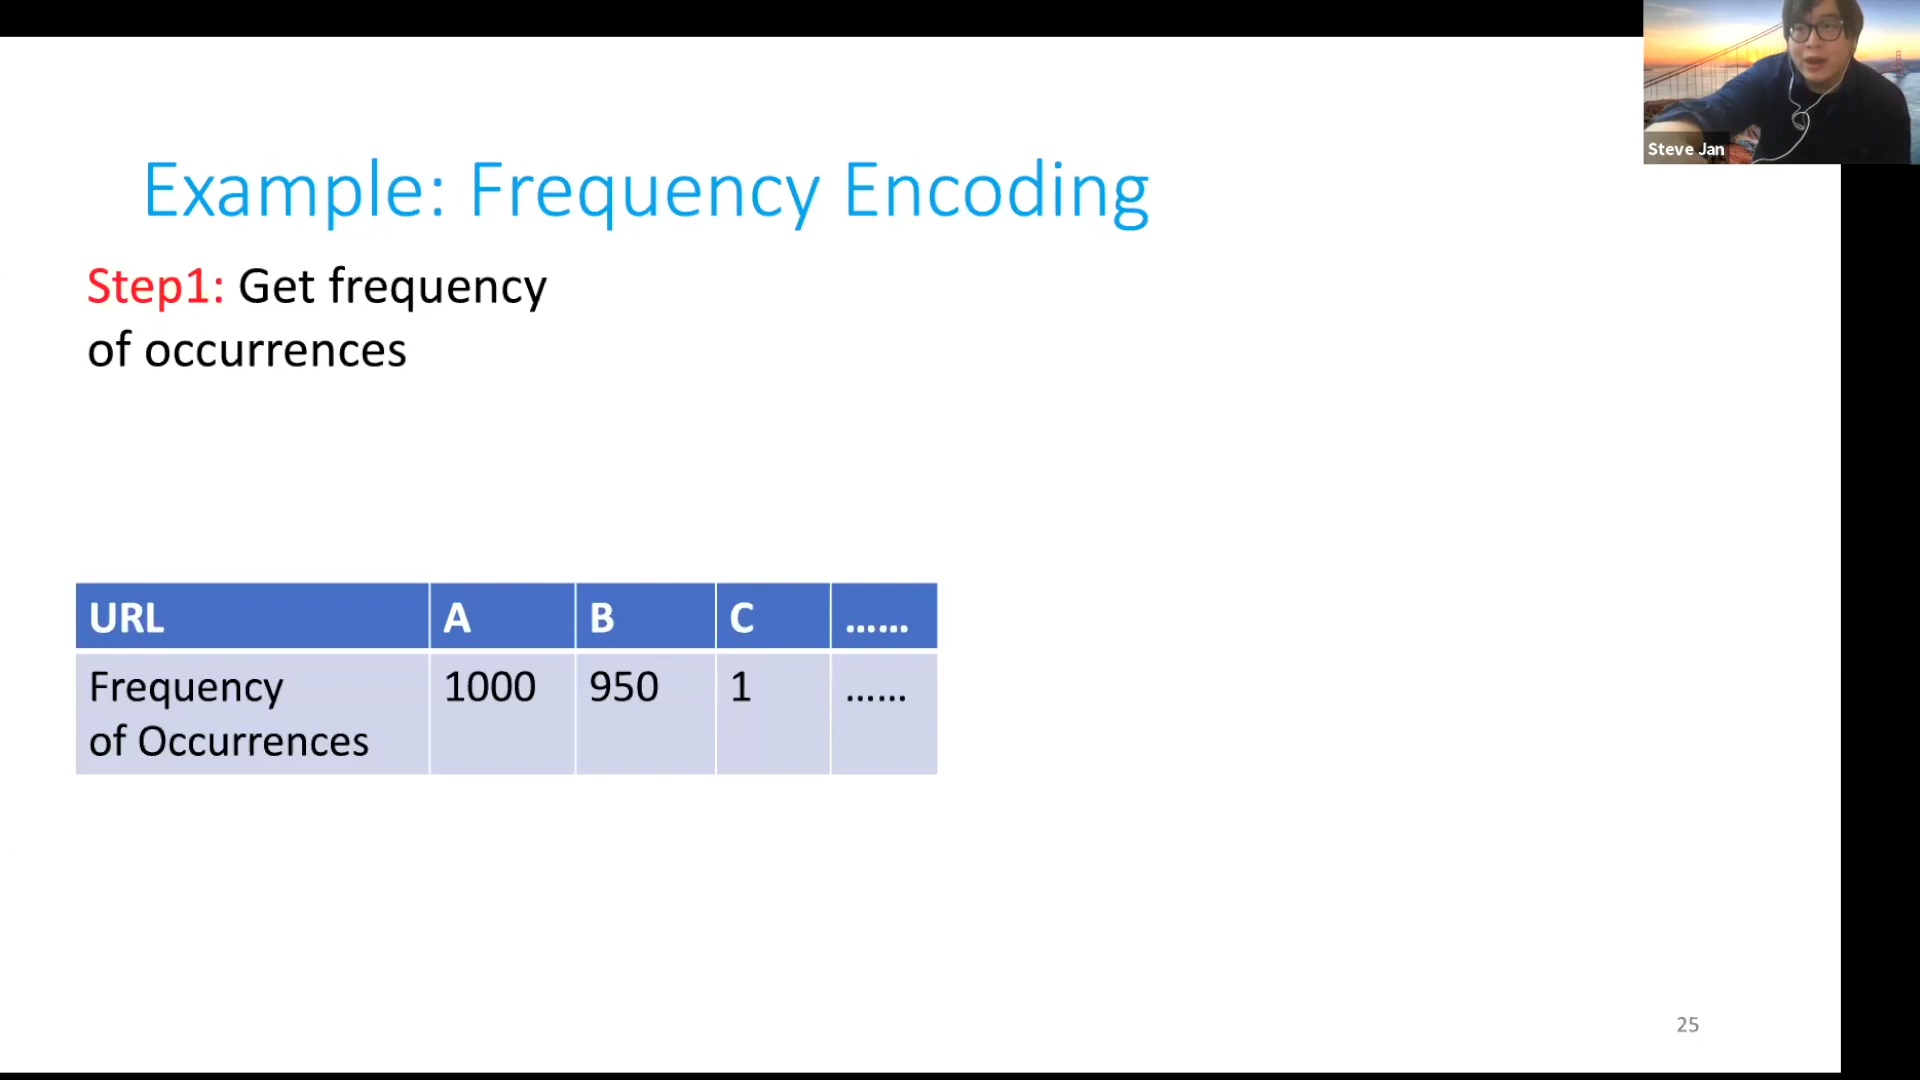 Steve Jan
Example: Frequency Encoding
Step1: Get frequency
of occurrences
URL A B C ......
Frequency 1000 950 1 ......
of Occurrences
25